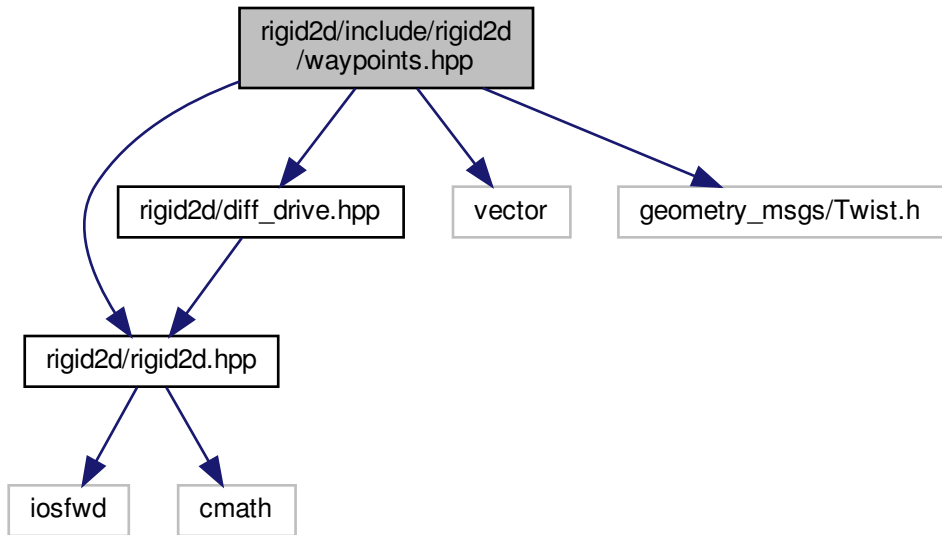 rigid2d/include/rigid2d
/waypoints.hpp
rigid2d/diff_drive.hpp
vector
geometry_msgs/Twist.h
rigid2d/rigid2d.hpp
iosfwd
cmath